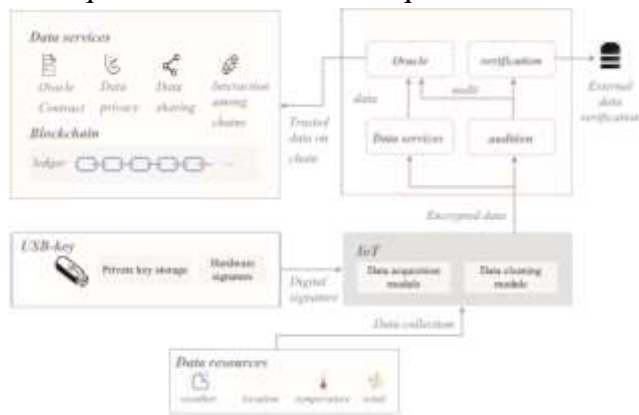 Data services
Oracle
Contract
Data
privacy
Data
sharing
Interaction
among
chains
Blockchain
ledger
Oracle
verification
audit
data
Data services
audition
External
data
verification
Trusted
data on
chain
Encrypted data
USB-key
Private key storage
Hardware
signature
Digital
signature
IoT
Data acquisition
module
Data cleaning
module
Data collection
Data resources
weather
location
temperature
wind